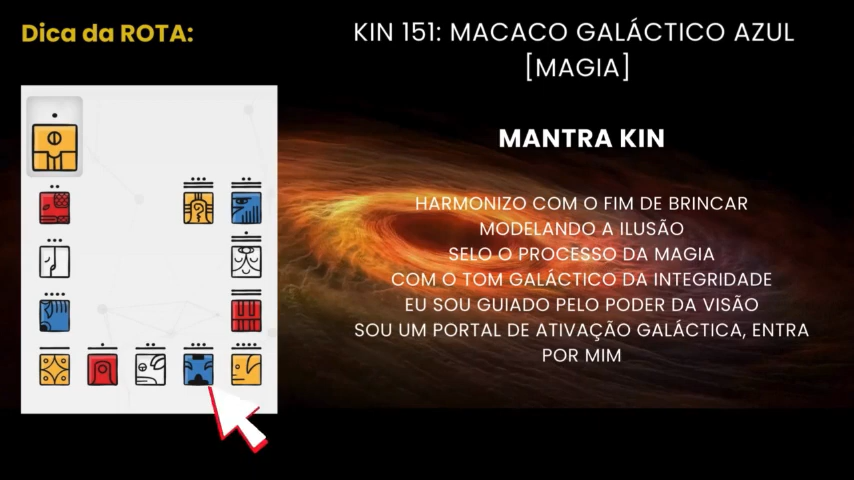 Dica da ROTA:
KIN 151: MACACO GALÁCTICO AZUL
[MAGIA]
MANTRA KIN
HARMONIZO COM O FIM DE BRINCAR
MODELANDO A ILUSÃO
SELO O PROCESSO DA MAGIA
COM O TOM GALÁCTICO DA INTEGRIDADE
EU SOU GUIADO PELO PODER DA VISÃO
SOU UM PORTAL DE ATIVAÇÃO GALÁCTICA, ENTRA
POR MIM